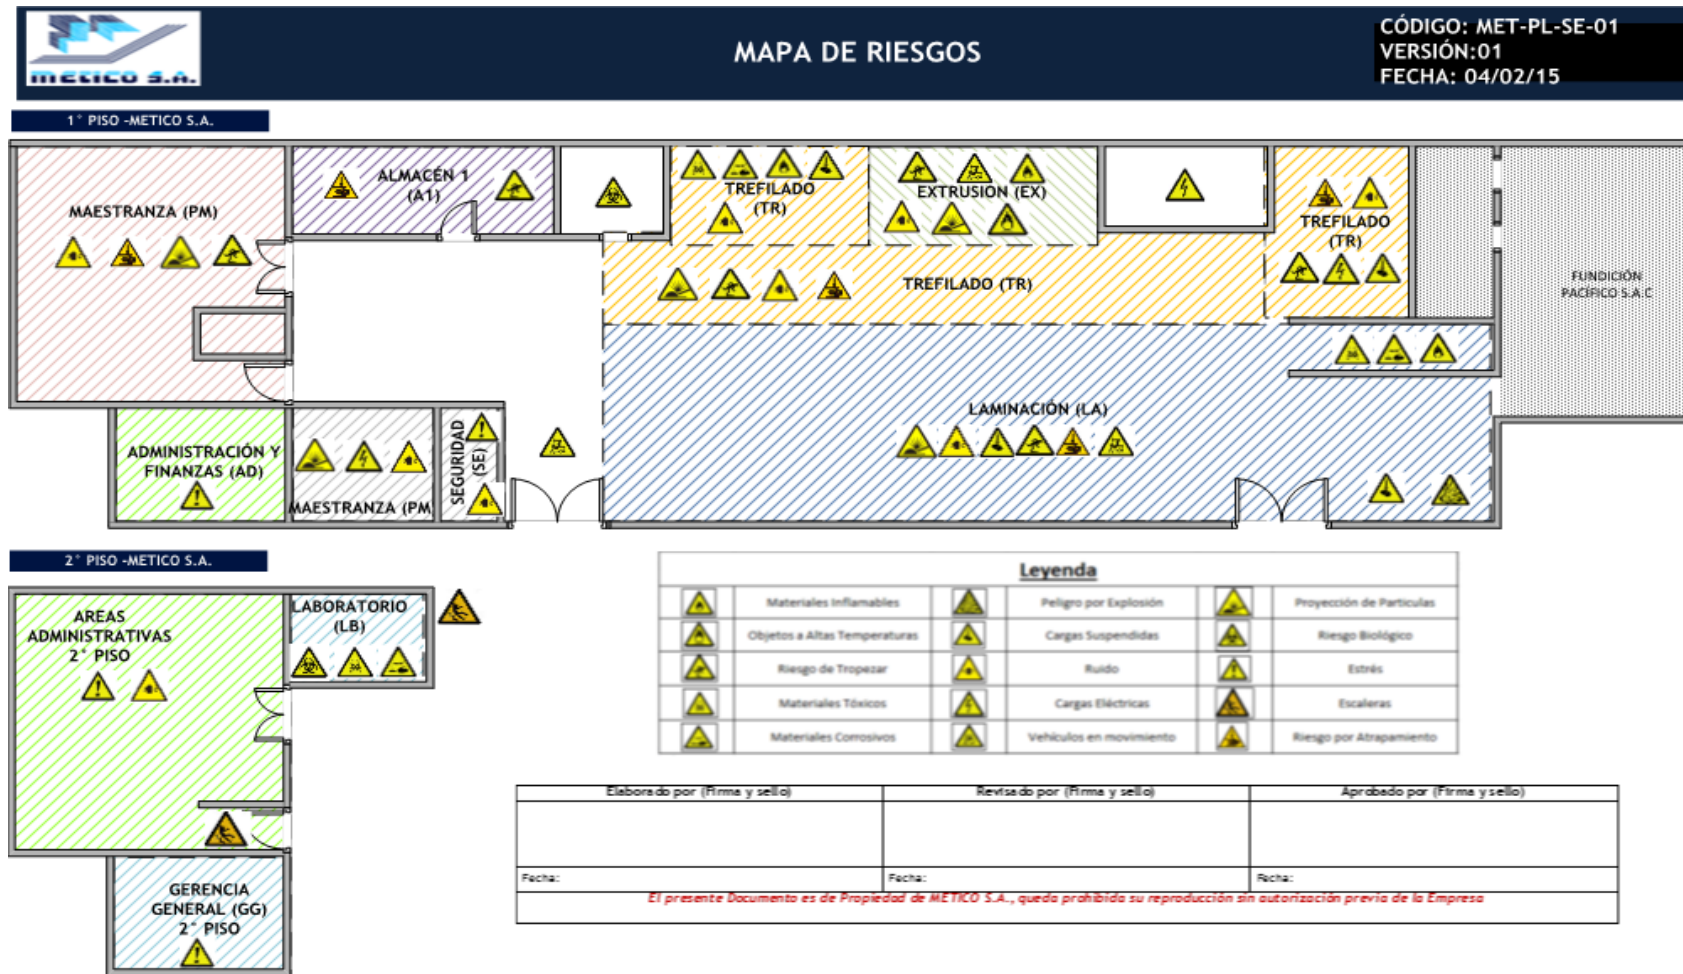 METICO S.A.
MAPA DE RIESGOS
CÓDIGO: MET-PL-SE-01
VERSIÓN:01
FECHA: 04/02/15
1° PISO -METICO S.A.
MAESTRANZA (PM)
ALMACÉN 1
(A1)
TREFILADO
(TR)
EXTRUSION (EX)
TREFILADO
(TR)
TREFILADO (TR)
FUNDICIÓN
PACÍFICO S.A.C
LAMINACIÓN (LA)
ADMINISTRACIÓN Y
FINANZAS (AD)
MAESTRANZA (PM
SEGURIDAD
(SE)
2° PISO -METICO S.A.
AREAS
ADMINISTRATIVAS
2° PISO
LABORATORIO
(LB)
GERENCIA
GENERAL (GG)
2° PISO
Leyenda
Materiales Inflamables
Peligro por Explosión
Proyección de Particulas
Objetos a Altas Temperaturas
Cargas Suspendidas
Riesgo Biológico
Riesgo de Tropezar
Ruido
Estrés
Materiales Tóxicos
Cargas Eléctricas
Escaleras
Materiales Corrosivos
Vehículos en movimiento
Riesgo por Atrapamiento
Elaborado por (Firma y sello)
Revisado por (Firma y sello)
Aprobado por (Firma y sello)
Fecha:
Fecha:
Fecha:
El presente Documento es de Propiedad de METICO S.A., queda prohibida su reproducción sin autorización previa de la Empresa